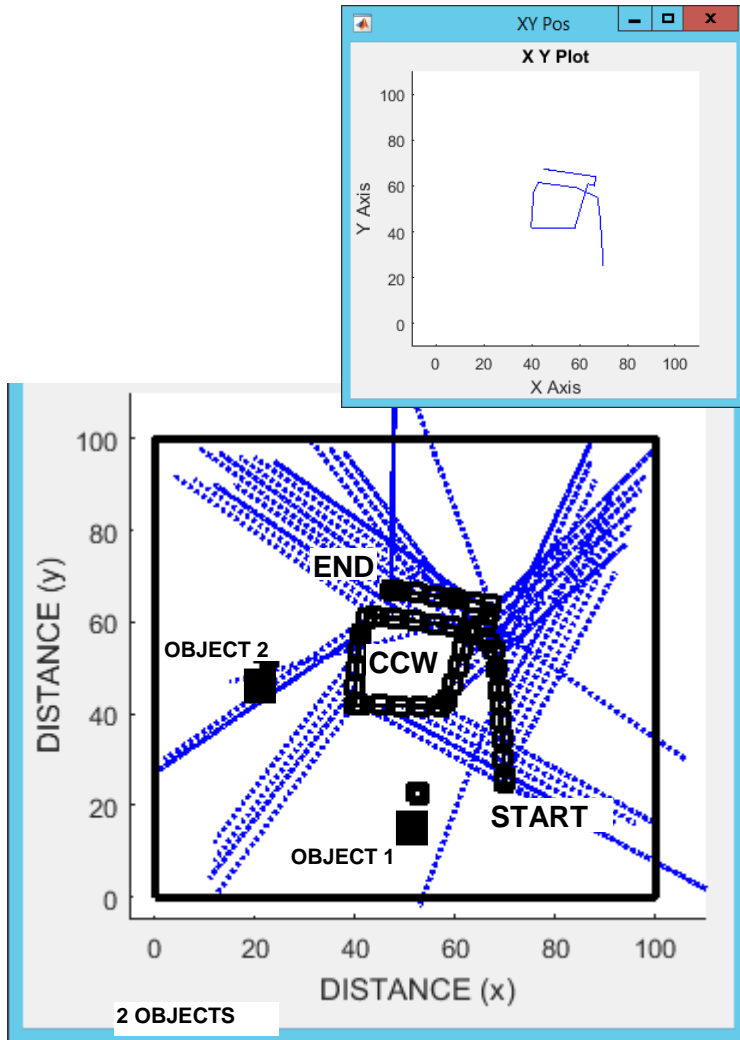 XY Pos
X Y Plot
100
80
60
40
20
0
Y Axis
0 20 40 60 80 100
X Axis
100
80
60
40
20
0
DISTANCE (y)
END
OBJECT 2
CCW
START
OBJECT 1
0 20 40 60 80 100
DISTANCE (x)
2 OBJECTS